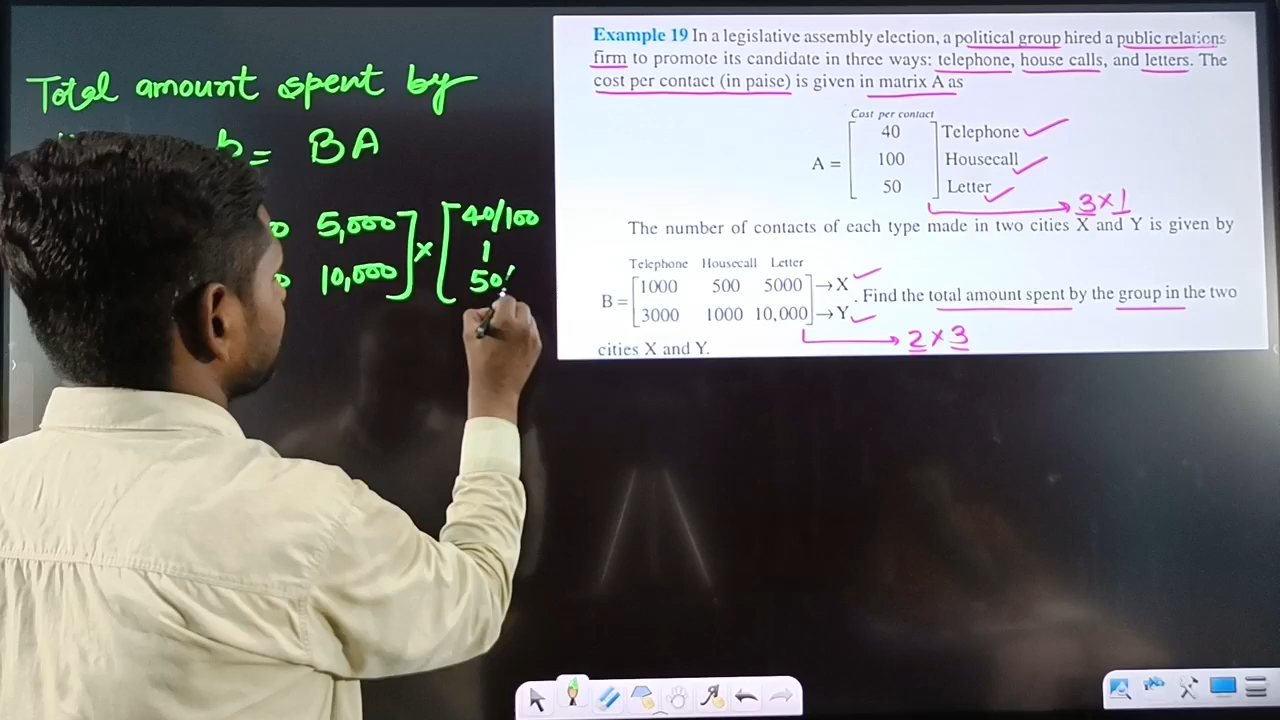 Total amount spent by
= BA
5,000
10,000
× 40/100
1
50/
Example 19 In a legislative assembly election, a political group hired a public relations
firm to promote its candidate in three ways: telephone, house calls, and letters. The
cost per contact (in paise) is given in matrix A as
Cost per contact
40 Telephone
A = 100 Housecall
50 Letter
3 × 1
The number of contacts of each type made in two cities X and Y is given by
Telephone Housecall Letter
1000 500 5000 → X
B =
3000 1000 10,000 → Y
. Find the total amount spent by the group in the two
2 × 3
cities X and Y.